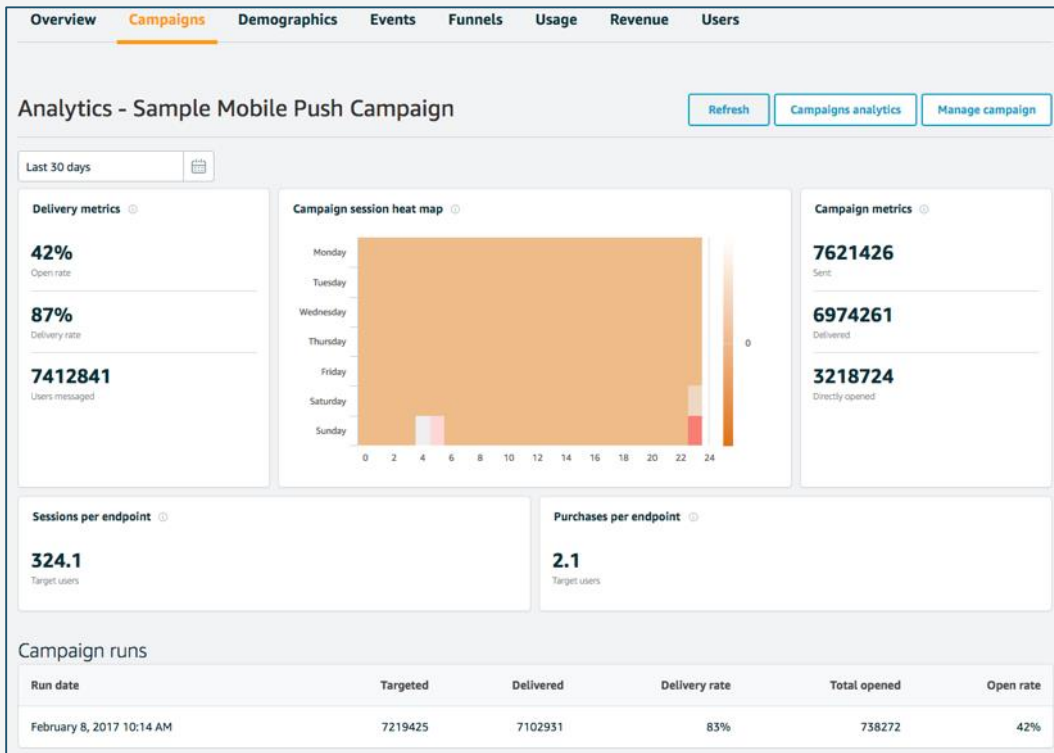 Overview Campaigns Demographics Events Funnels Usage Revenue Users
Analytics - Sample Mobile Push Campaign
Refresh Campaigns analytics Manage campaign
Last 30 days
Delivery metrics
42%
Open rate
87%
Delivery rate
7412841
Users messaged
Campaign session heat map
Monday
Tuesday
Wednesday
Thursday
Friday
Saturday
Sunday
0 2 4 6 8 10 12 14 16 18 20 22 24
0
Campaign metrics
7621426
Sent
6974261
Delivered
3218724
Directly opened
Sessions per endpoint
324.1
Target users
Purchases per endpoint
2.1
Target users
Campaign runs
Run date Targeted Delivered Delivery rate Total opened Open rate
February 8, 2017 10:14 AM 7219425 7102931 83% 738272 42%